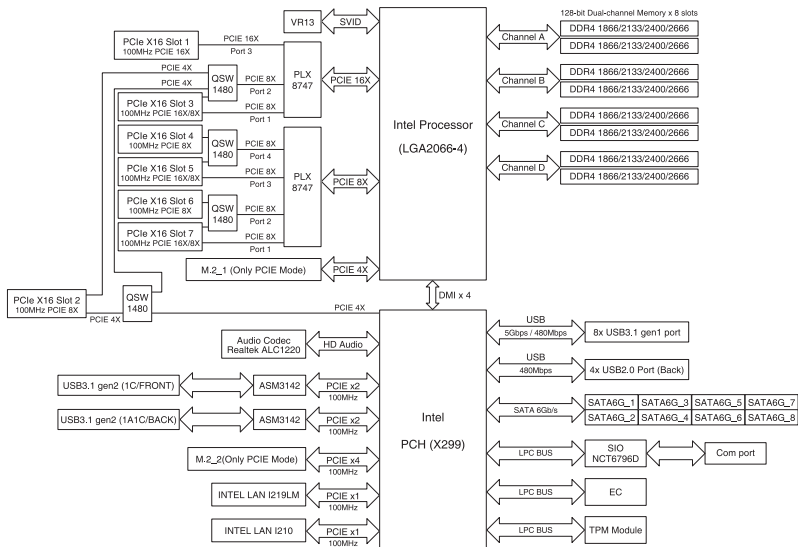 128-bit Dual-channel Memory x 8 slots
VR13
SVID
PCIe X16 Slot 1
100MHz PCIE 16X
PCIE 16X
Port 3
PCIE 4X
PCIE 4X
QSW
1480
PCIE 8X
Port 2
PLX
8747
PCIE 16X
PCIe X16 Slot 3
100MHz PCIE 16X/8X
PCIE 8X
Port 1
PCIe X16 Slot 4
100MHz PCIE 8X
QSW
1480
PCIE 8X
Port 4
PCIe X16 Slot 5
100MHz PCIE 16X/8X
PCIE 8X
Port 3
PLX
8747
PCIE 8X
PCIe X16 Slot 6
100MHz PCIE 8X
QSW
1480
PCIE 8X
Port 2
PCIe X16 Slot 7
100MHz PCIE 16X/8X
PCIE 8X
Port 1
M.2_1 (Only PCIE Mode)
PCIE 4X
Intel Processor
(LGA2066-4)
Channel A
DDR4 1866/2133/2400/2666
DDR4 1866/2133/2400/2666
Channel B
DDR4 1866/2133/2400/2666
DDR4 1866/2133/2400/2666
Channel C
DDR4 1866/2133/2400/2666
DDR4 1866/2133/2400/2666
Channel D
DDR4 1866/2133/2400/2666
DDR4 1866/2133/2400/2666
DMI x 4
PCIe X16 Slot 2
100MHz PCIE 8X
PCIE 4X
QSW
1480
PCIE 4X
Audio Codec
Realtek ALC1220
HD Audio
USB3.1 gen2 (1C/FRONT)
ASM3142
PCIE x2
100MHz
USB3.1 gen2 (1A1C/BACK)
ASM3142
PCIE x2
100MHz
M.2_2(Only PCIE Mode)
PCIE x4
100MHz
INTEL LAN I219LM
PCIE x1
100MHz
INTEL LAN I210
PCIE x1
100MHz
Intel
PCH (X299)
USB
5Gbps / 480Mbps
8x USB3.1 gen1 port
USB
480Mbps
4x USB2.0 Port (Back)
SATA 6Gb/s
SATA6G_1 SATA6G_3 SATA6G_5 SATA6G_7
SATA6G_2 SATA6G_4 SATA6G_6 SATA6G_8
LPC BUS
SIO
NCT6796D
Com port
LPC BUS
EC
LPC BUS
TPM Module